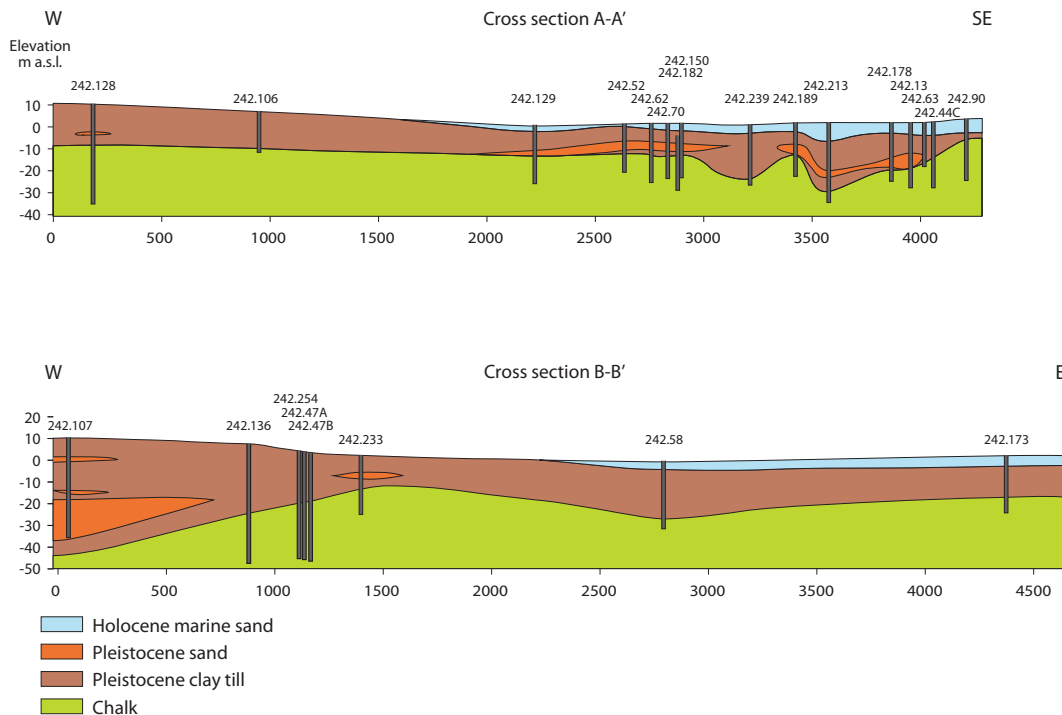 W Cross section A-A’ SE
Elevation
m a.s.l.
242.150
242.128 242.106 242.129 242.52 242.182 242.239 242.189 242.213 242.178
242.62 242.13
242.70 242.63 242.90
242.44C
10
0
-10
-20
-30
-40
0 500 1000 1500 2000 2500 3000 3500 4000
W Cross section B-B’ E
242.254
242.47A
242.107 242.136 242.47B 242.233 242.58 242.173
20
10
0
-10
-20
-30
-40
-50
0 500 1000 1500 2000 2500 3000 3500 4000 4500
Holocene marine sand
Pleistocene sand
Pleistocene clay till
Chalk